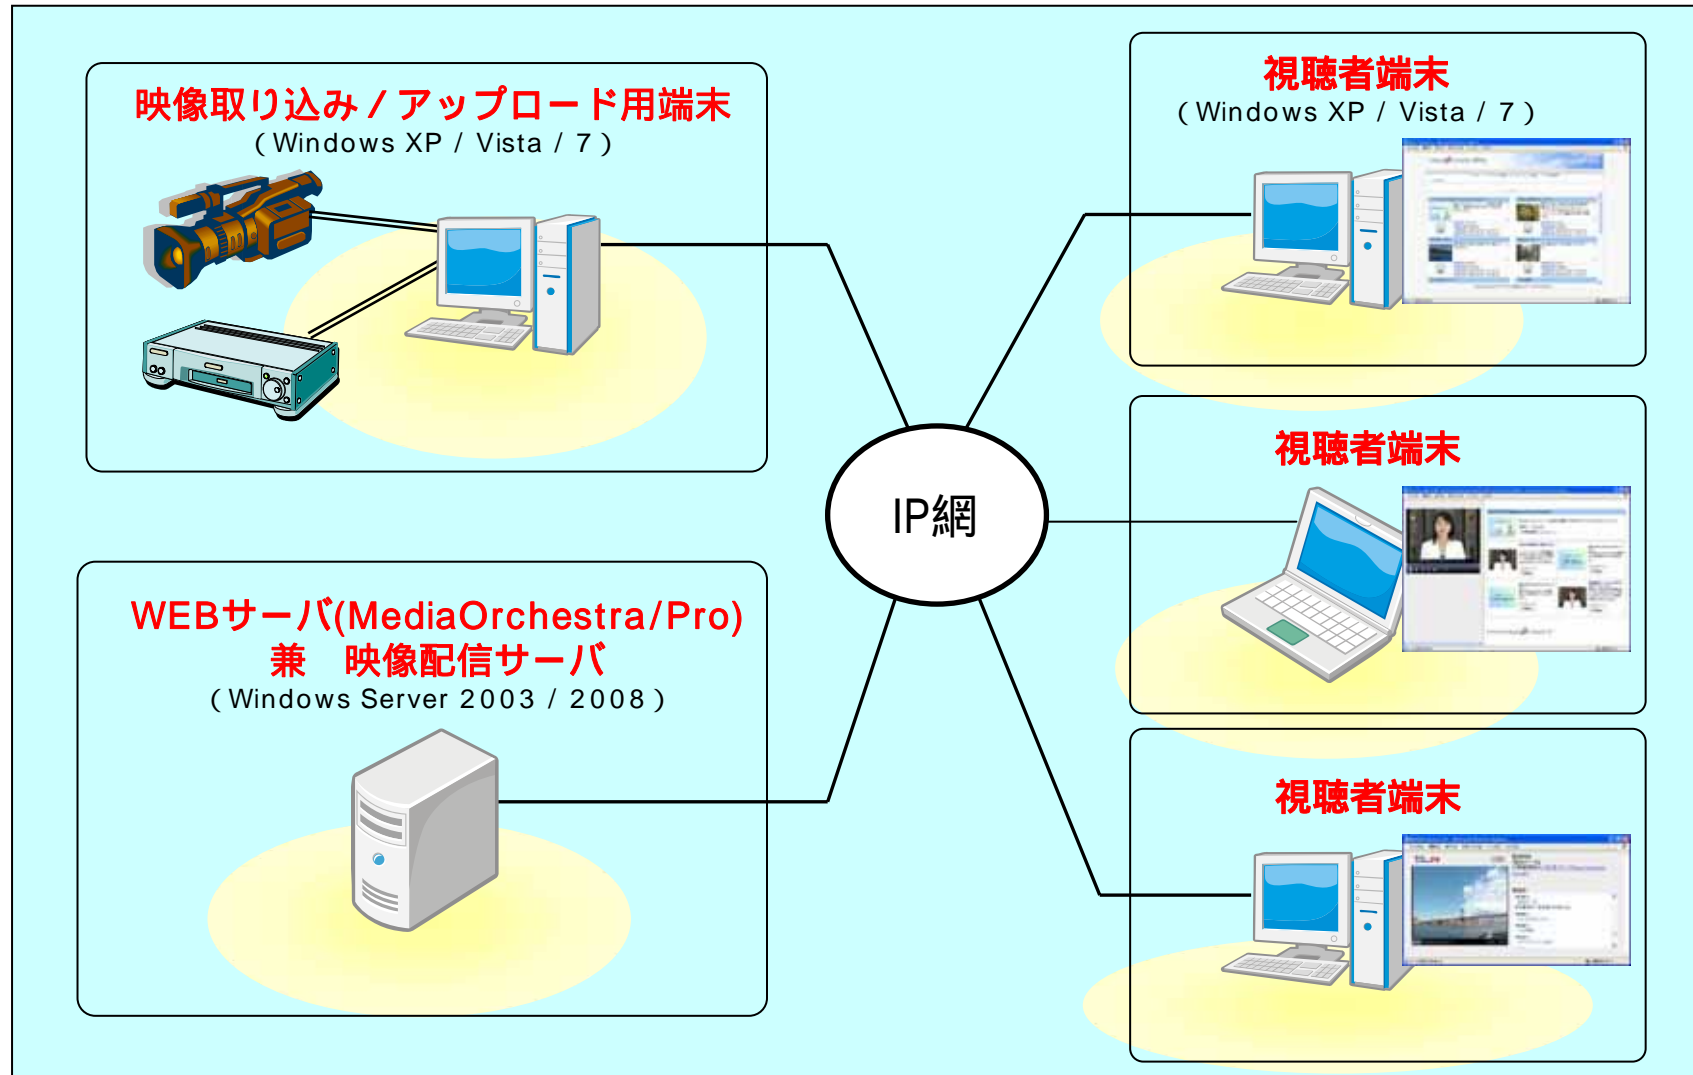 映像取り込み / アップロード用端末
(Windows XP / Vista / 7)
WEBサーバ(MediaOrchestra/Pro)
兼 映像配信サーバ
(Windows Server 2003 / 2008)
IP網
視聴者端末
(Windows XP / Vista / 7)
視聴者端末
視聴者端末